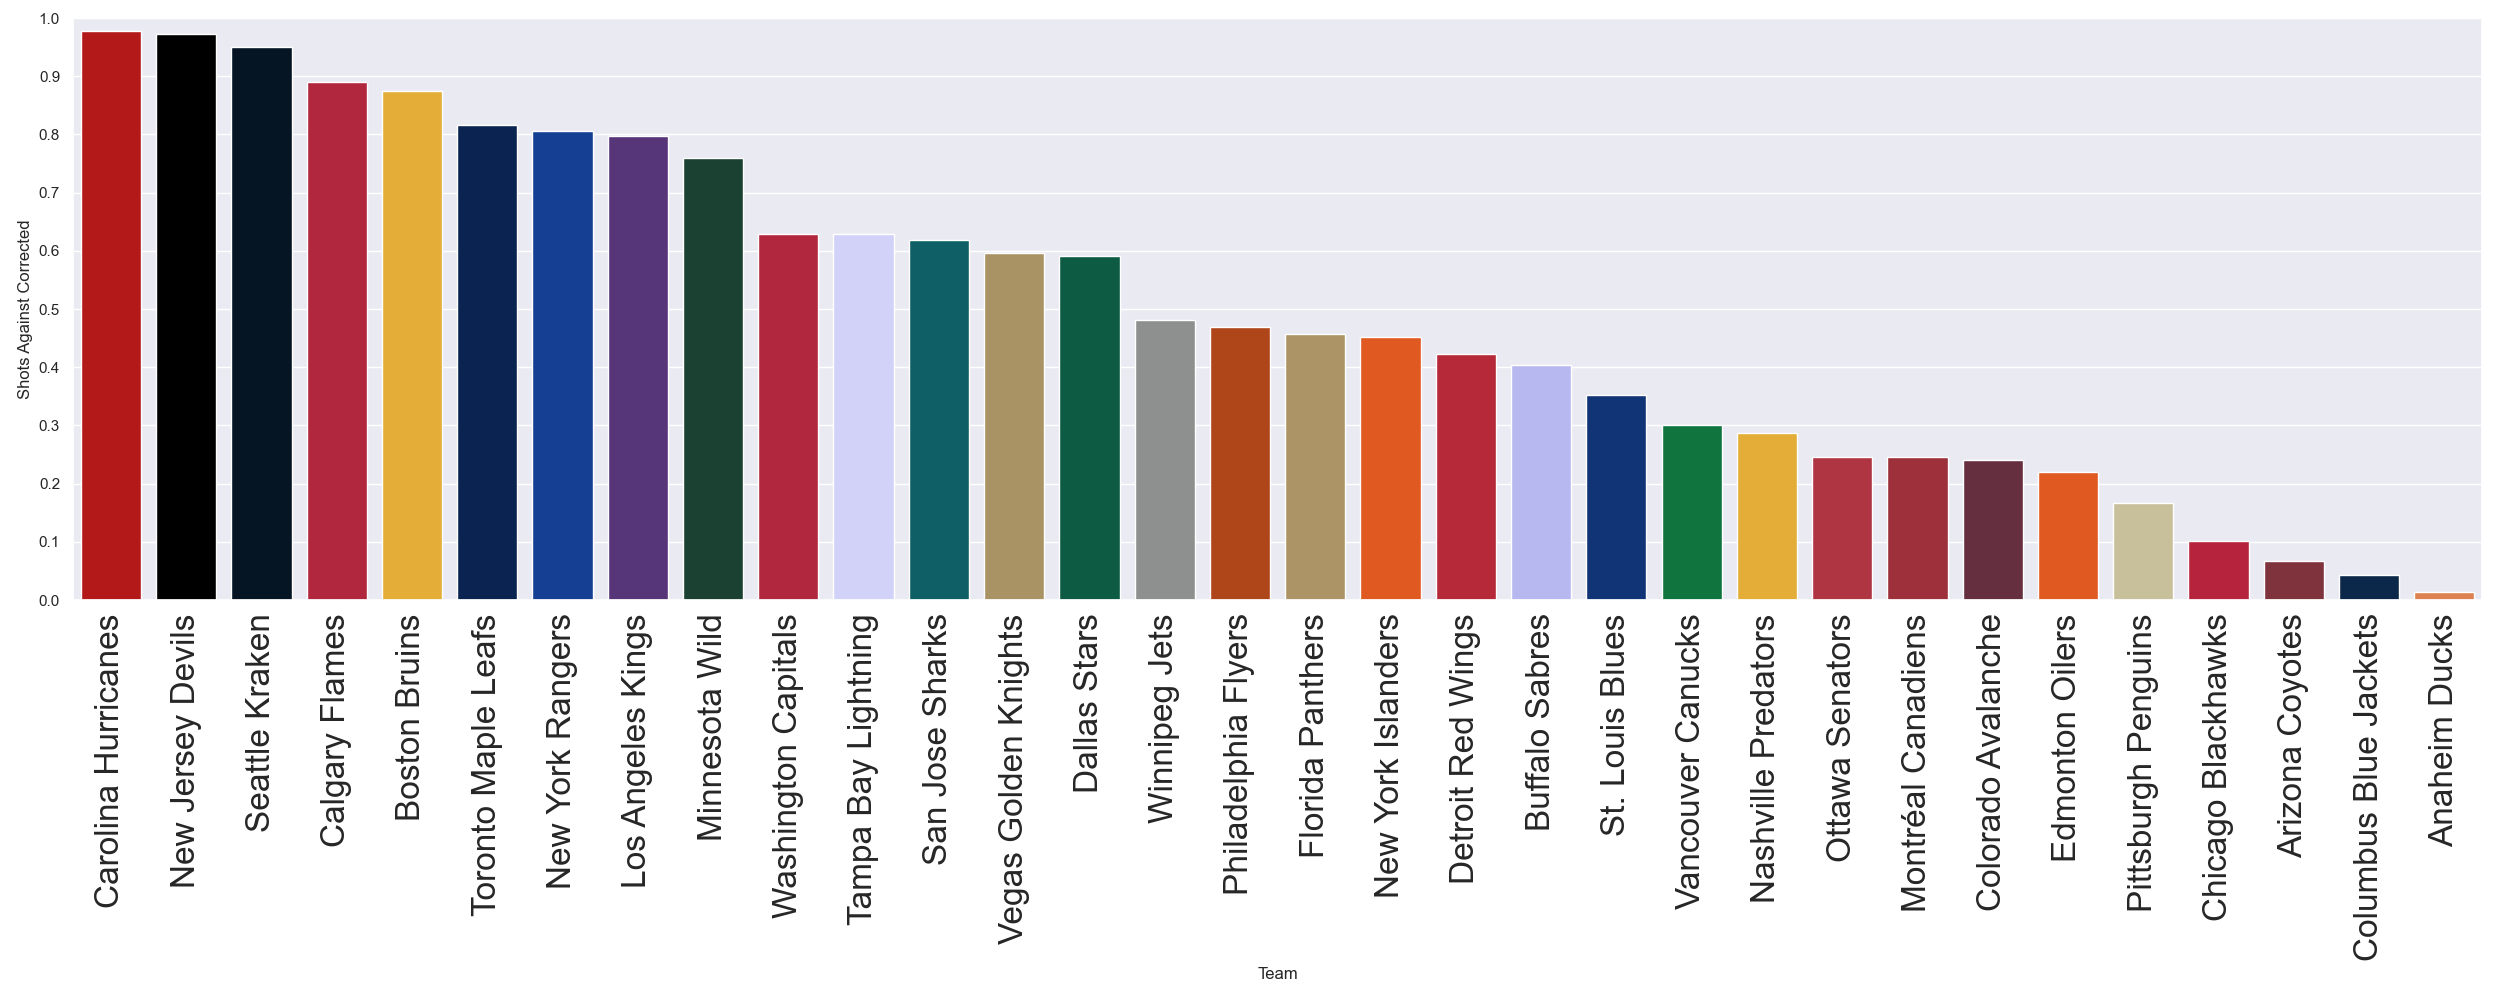 1.0
0.9
0.8
0.7
0.6
0.5
0.4
0.3
0.2
0.1
0.0
Shots Against Corrected
Carolina Hurricanes
New Jersey Devils
Seattle Kraken
Calgary Flames
Boston Bruins
Toronto Maple Leafs
New York Rangers
Los Angeles Kings
Minnesota Wild
Washington Capitals
Tampa Bay Lightning
San Jose Sharks
Vegas Golden Knights
Dallas Stars
Winnipeg Jets
Philadelphia Flyers
Florida Panthers
New York Islanders
Detroit Red Wings
Buffalo Sabres
St. Louis Blues
Vancouver Canucks
Nashville Predators
Ottawa Senators
Montréal Canadiens
Colorado Avalanche
Edmonton Oilers
Pittsburgh Penguins
Chicago Blackhawks
Arizona Coyotes
Columbus Blue Jackets
Anaheim Ducks
Team